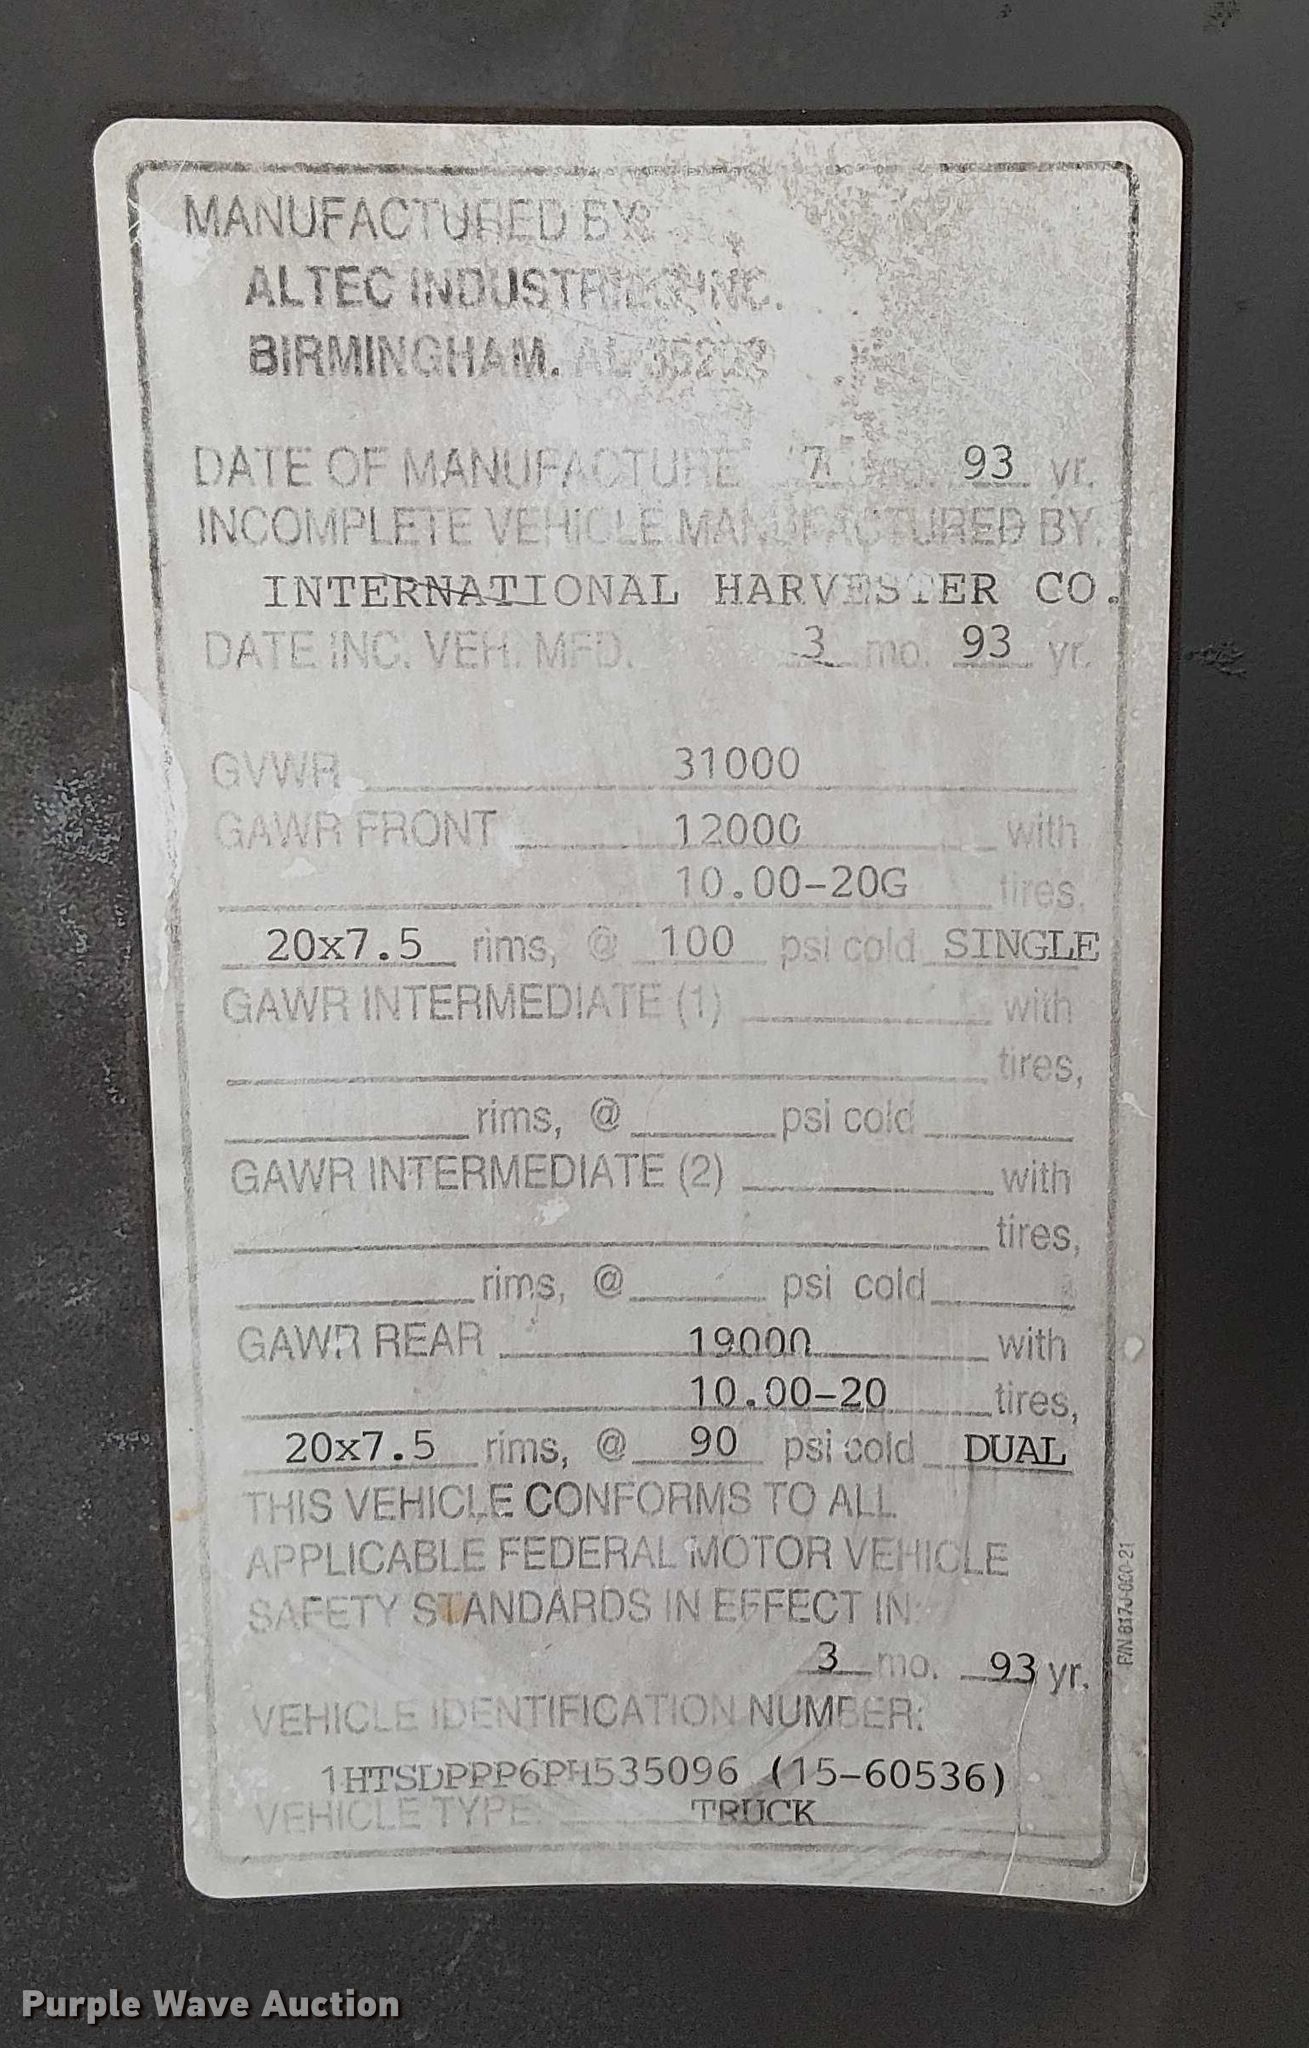 MANUFACTURED BY:
ALTEC INDUSTRIES, INC.
BIRMINGHAM, AL
DATE OF MANUFACTURE 7 mo. 93 yr.
INCOMPLETE VEHICLE MANUFACTURED BY:
INTERNATIONAL HARVESTER CO.
DATE INC. VEH. MFD. 3 mo. 93 yr.
GVWR 31000
GAWR FRONT 12000 with
10.00-20G tires,
20x7.5 rims, @ 100 psi cold SINGLE
GAWR INTERMEDIATE (1) with
tires,
rims, @ psi cold
GAWR INTERMEDIATE (2) with
tires,
rims, @ psi cold
GAWR REAR 19000 with
10.00-20 tires,
20x7.5 rims, @ 90 psi cold DUAL
THIS VEHICLE CONFORMS TO ALL
APPLICABLE FEDERAL MOTOR VEHICLE
SAFETY STANDARDS IN EFFECT IN:
3 mo. 93 yr.
VEHICLE IDENTIFICATION NUMBER:
1HTSDPPP6PH535096 (15-60536)
VEHICLE TYPE: TRUCK
Purple Wave Auction